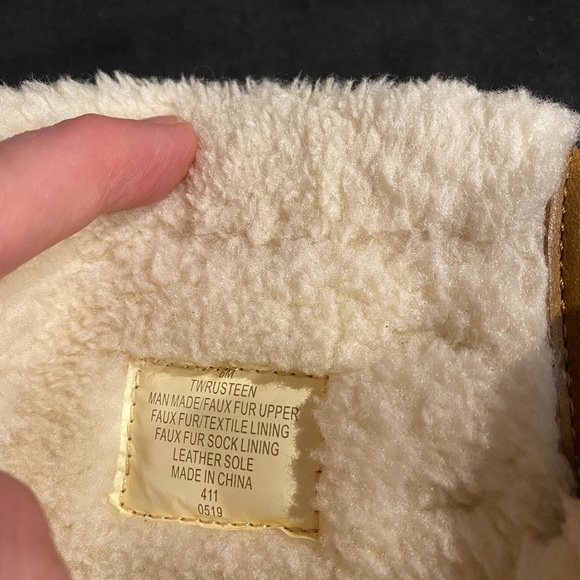 6M
TWRUSTEEN
MAN MADE/FAUX FUR UPPER
FAUX FUR/TEXTILE LINING
FAUX FUR SOCK LINING
LEATHER SOLE
MADE IN CHINA
411
0519